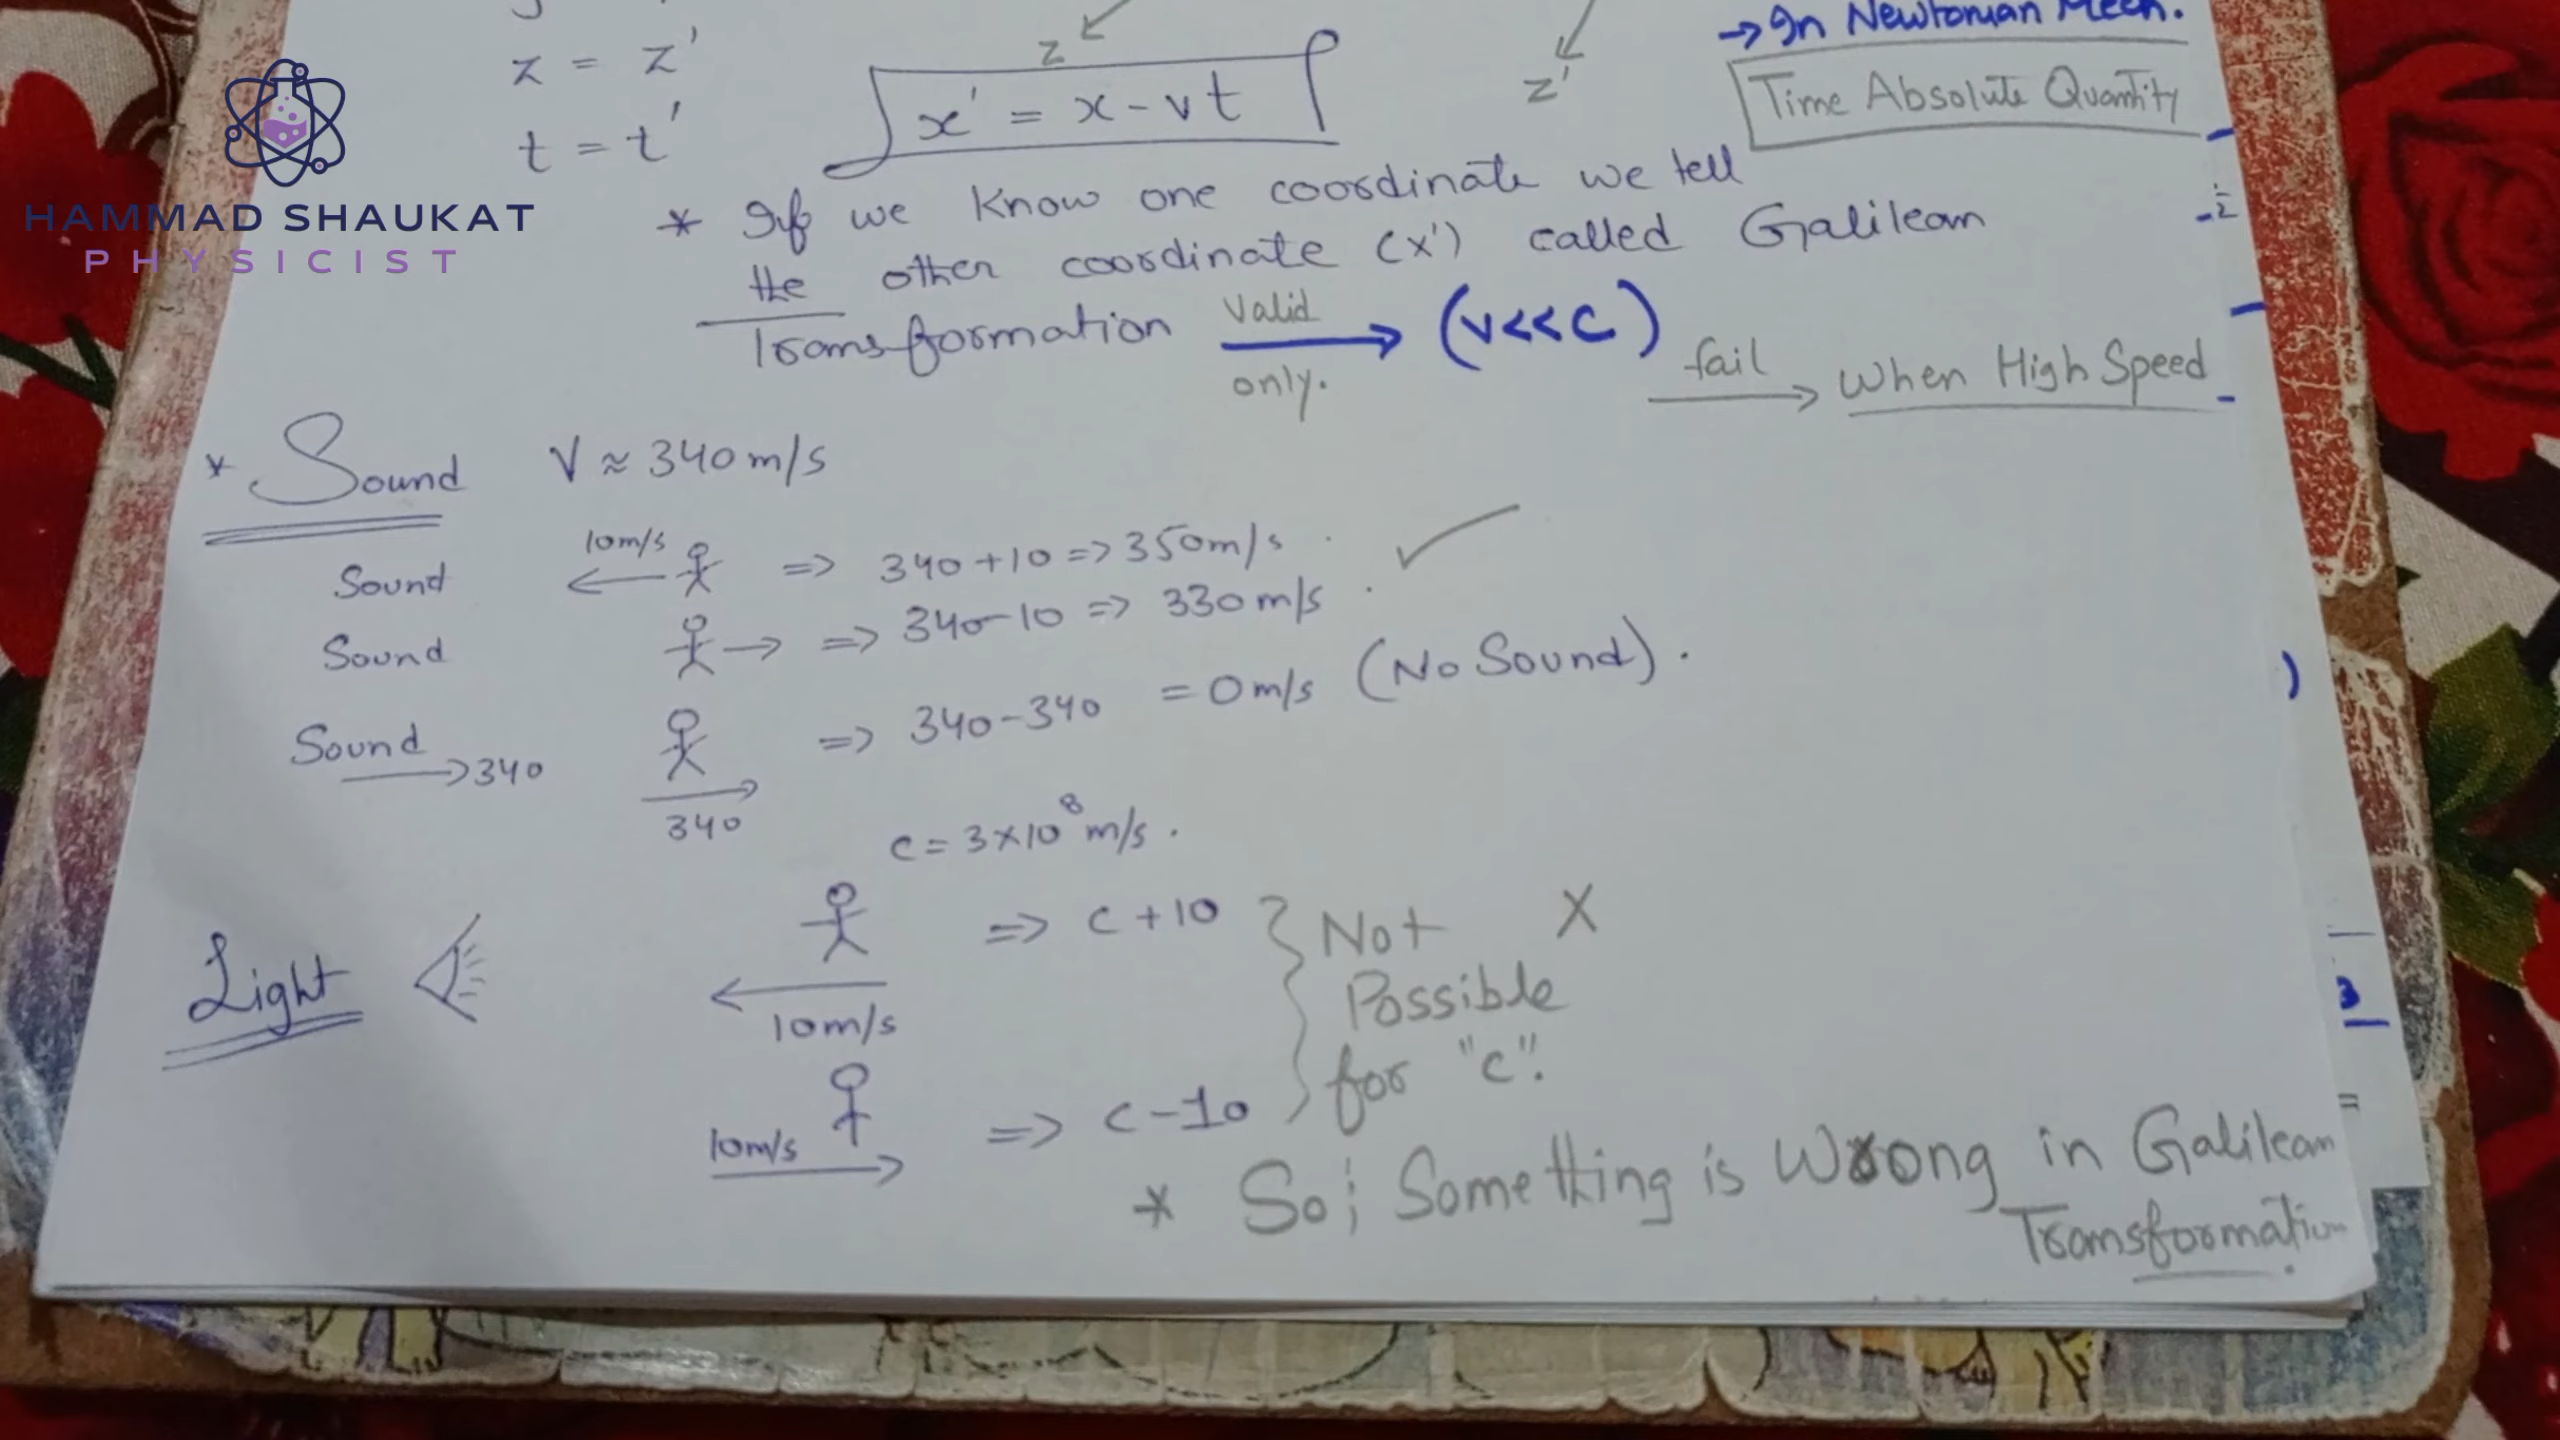 → In Newtonian Mech.
z = z'
z
z'
Time Absolute Quantity
x' = x - vt
t = t'
HAMMAD SHAUKAT
PHYSICIST
* If we know one coordinate we tell
the other coordinate (x') called Galilean
Transformation valid only. → (v<<c)
fail → When High Speed
* Sound V ≈ 340 m/s
Sound 10m/s ← => 340+10 => 350m/s. ✓
Sound → => 340-10 => 330 m/s.
Sound → 340 => 340-340 = 0 m/s (No Sound).
340
c = 3×10⁸ m/s.
Light => c+10 } Not X
← 10m/s Possible
for "c".
10m/s → => c-10
* So; Something is Wrong in Galilean
Transformation.